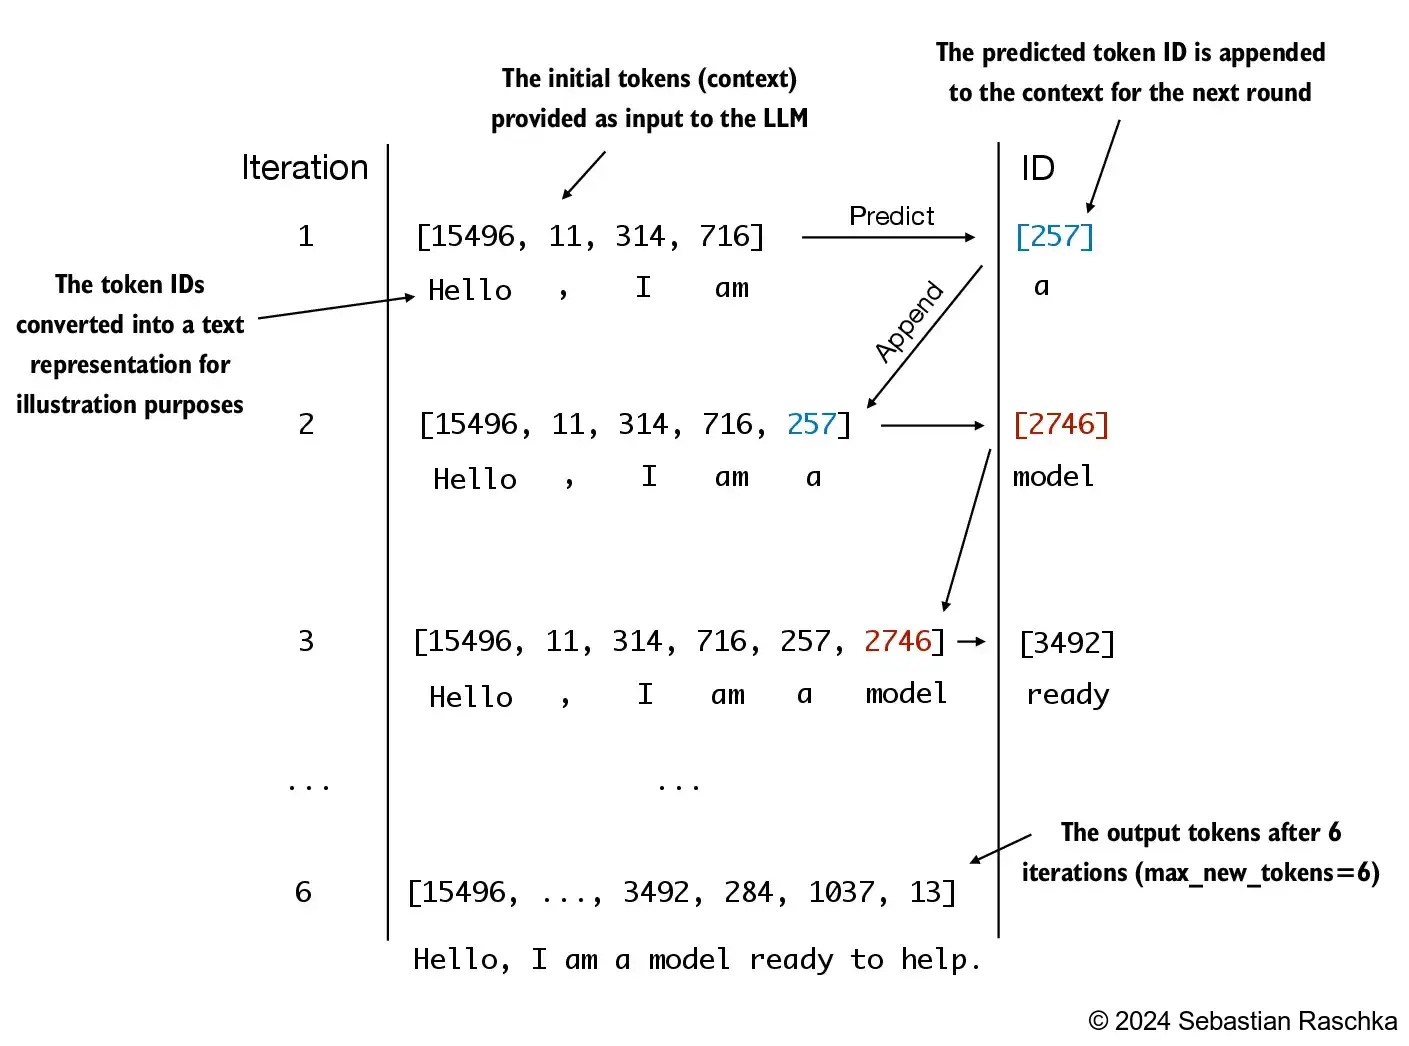 The initial tokens (context)
provided as input to the LLM
The predicted token ID is appended
to the context for the next round
Iteration
ID
1
[15496, 11, 314, 716]
Predict
[257]
Hello , I am
a
The token IDs
converted into a text
representation for
illustration purposes
Append
2
[15496, 11, 314, 716, 257]
[2746]
Hello , I am a
model
3
[15496, 11, 314, 716, 257, 2746]
[3492]
Hello , I am a model
ready
...
...
The output tokens after 6
iterations (max_new_tokens=6)
6
[15496, ..., 3492, 284, 1037, 13]
Hello, I am a model ready to help.
© 2024 Sebastian Raschka